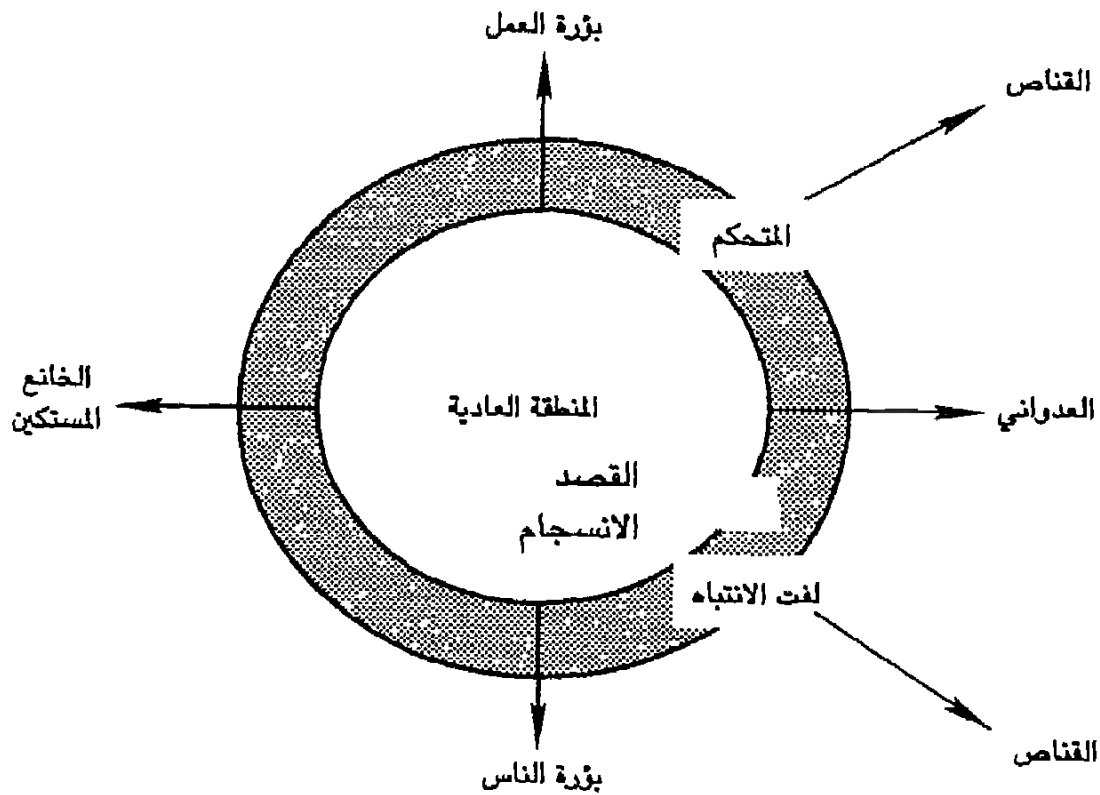 بؤرة العمل
القناص
المتحكم
الخانع
المستكين
المنطقة العادية
العدواني
القصد
الانسجام
لفت الانتباه
القناص
بؤرة الناس